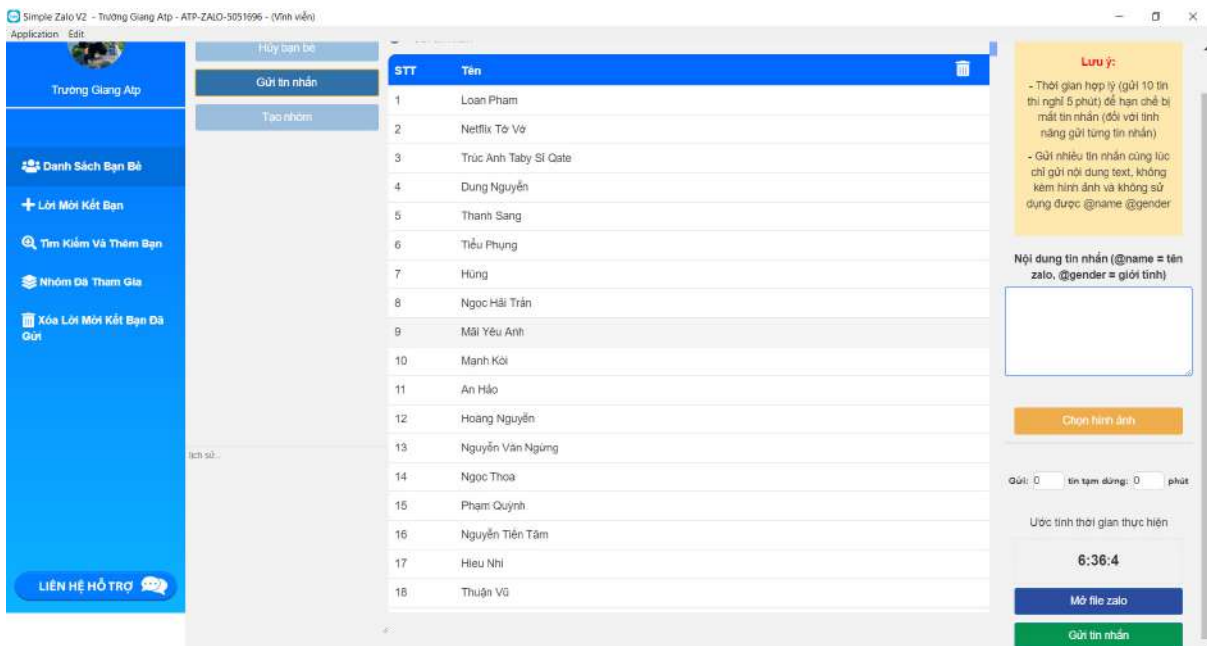 Simple Zalo V2 - Trường Giang Atp - ATP-ZALO-5051696 - (Vĩnh viễn)
Application Edit
Trường Giang Atp
Danh Sách Bạn Bè
Lời Mời Kết Bạn
Tìm Kiếm Và Thêm Bạn
Nhóm Đã Tham Gia
Xóa Lời Mời Kết Bạn Đã
Gửi
LIÊN HỆ HỖ TRỢ
Hủy bạn bè
Gửi tin nhắn
Tạo nhóm
lịch sử...
STT Tên
1 Loan Pham
2 Netflix Tớ Vớ
3 Trúc Anh Taby Sĩ Qate
4 Dung Nguyễn
5 Thanh Sang
6 Tiểu Phụng
7 Hùng
8 Ngọc Hải Trần
9 Mãi Yêu Anh
10 Mạnh Kòi
11 An Hảo
12 Hoàng Nguyễn
13 Nguyễn Văn Ngừng
14 Ngọc Thoa
15 Phạm Quỳnh
16 Nguyễn Tiên Tâm
17 Hieu Nhi
18 Thuận Vũ
Lưu ý:
- Thời gian hợp lý (gửi 10 tin
thì nghỉ 5 phút) để hạn chế bị
mất tin nhắn (đối với tính
năng gửi từng tin nhắn)
- Gửi nhiều tin nhắn cùng lúc
chỉ gửi nội dung text, không
kèm hình ảnh và không sử
dụng được @name @gender
Nội dung tin nhắn (@name = tên
zalo, @gender = giới tính)
Chọn hình ảnh
Gửi: 0 tin tạm dừng: 0 phút
Ước tính thời gian thực hiện
6:36:4
Mở file zalo
Gửi tin nhắn